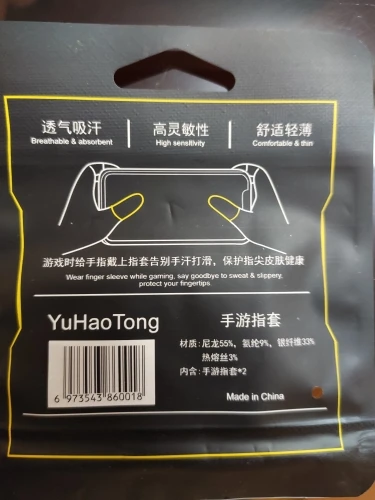 透气吸汗
Breathable & absorbent
高灵敏性
High sensitivity
舒适轻薄
Comfortable & thin
游戏时给手指戴上指套告别手汗打滑，保护指尖皮肤健康
Wear finger sleeve while gaming, say goodbye to sweat & slippery,
protect your fingertips.
YuHaoTong
手游指套
材质：尼龙55%，氨纶9%，银纤维33%
热熔丝3%
内含：手游指套*2
6 973543 860018
Made in China